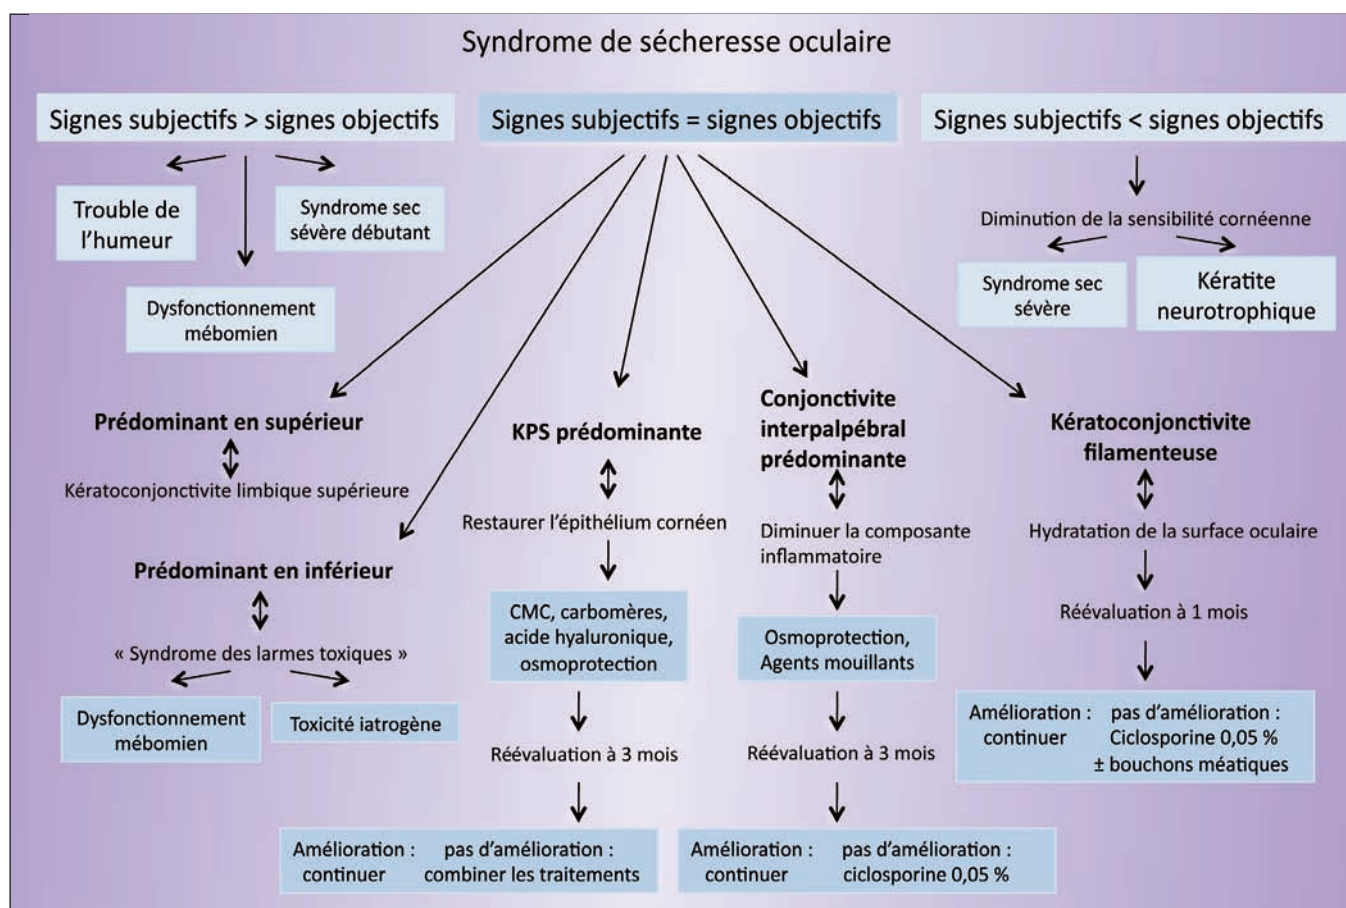 Syndrome de sécheresse oculaire
Signes subjectifs > signes objectifs
Trouble de
l'humeur
Syndrome sec
sévère débutant
Dysfonctionnement
mébomien
Signes subjectifs = signes objectifs
Prédominant en supérieur
Kératoconjonctivite limbique supérieure
Prédominant en inférieur
« Syndrome des larmes toxiques »
Dysfonctionnement
mébomien
Toxicité iatrogène
KPS prédominante
Restaurer l'épithélium cornéen
CMC, carbomères,
acide hyaluronique,
osmoprotection
Réévaluation à 3 mois
Amélioration :
continuer
pas d'amélioration :
combiner les traitements
Conjonctivite
interpalpébral
prédominante
Diminuer la composante
inflammatoire
Osmoprotection,
Agents mouillants
Réévaluation à 3 mois
Amélioration :
continuer
pas d'amélioration :
ciclosporine 0,05 %
Kératoconjonctivite
filamenteuse
Hydratation de la surface oculaire
Réévaluation à 1 mois
Amélioration :
continuer
pas d'amélioration :
Ciclosporine 0,05 %
± bouchons méatiques
Signes subjectifs < signes objectifs
Diminution de la sensibilité cornéenne
Syndrome sec
sévère
Kératite
neurotrophique